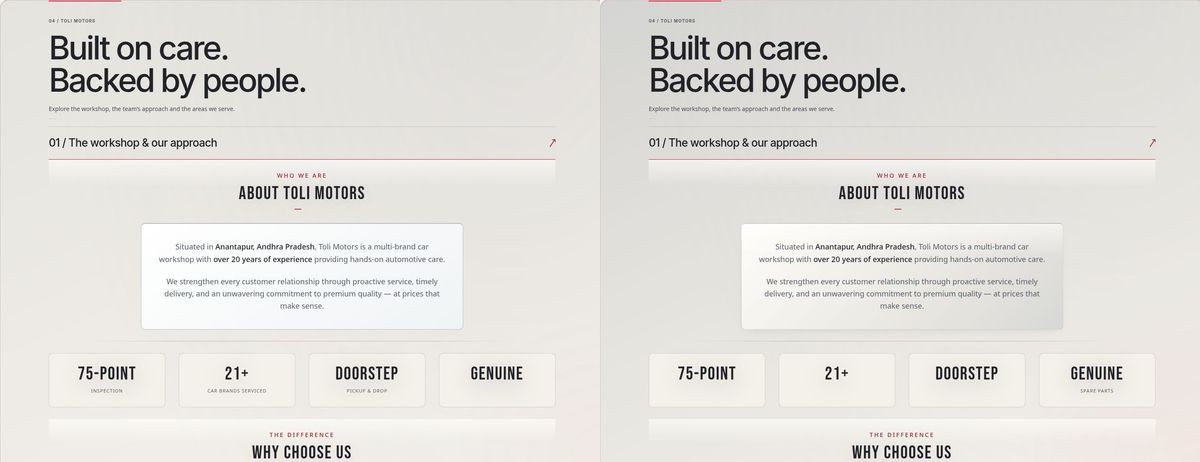 04 / TOLI MOTORS
Built on care.
Backed by people.
Explore the workshop, the team's approach and the areas we serve.
01 / The workshop & our approach
WHO WE ARE
ABOUT TOLI MOTORS
Situated in Anantapur, Andhra Pradesh, Toli Motors is a multi-brand car
workshop with over 20 years of experience providing hands-on automotive care.
We strengthen every customer relationship through proactive service, timely
delivery, and an unwavering commitment to premium quality — at prices that
make sense.
75-POINT
INSPECTION
21+
CAR BRANDS SERVICED
DOORSTEP
PICKUP & DROP
GENUINE
THE DIFFERENCE
WHY CHOOSE US
04 / TOLI MOTORS
Built on care.
Backed by people.
Explore the workshop, the team's approach and the areas we serve.
01 / The workshop & our approach
WHO WE ARE
ABOUT TOLI MOTORS
Situated in Anantapur, Andhra Pradesh, Toli Motors is a multi-brand car
workshop with over 20 years of experience providing hands-on automotive care.
We strengthen every customer relationship through proactive service, timely
delivery, and an unwavering commitment to premium quality — at prices that
make sense.
75-POINT
21+
DOORSTEP
GENUINE
SPARE PARTS
THE DIFFERENCE
WHY CHOOSE US